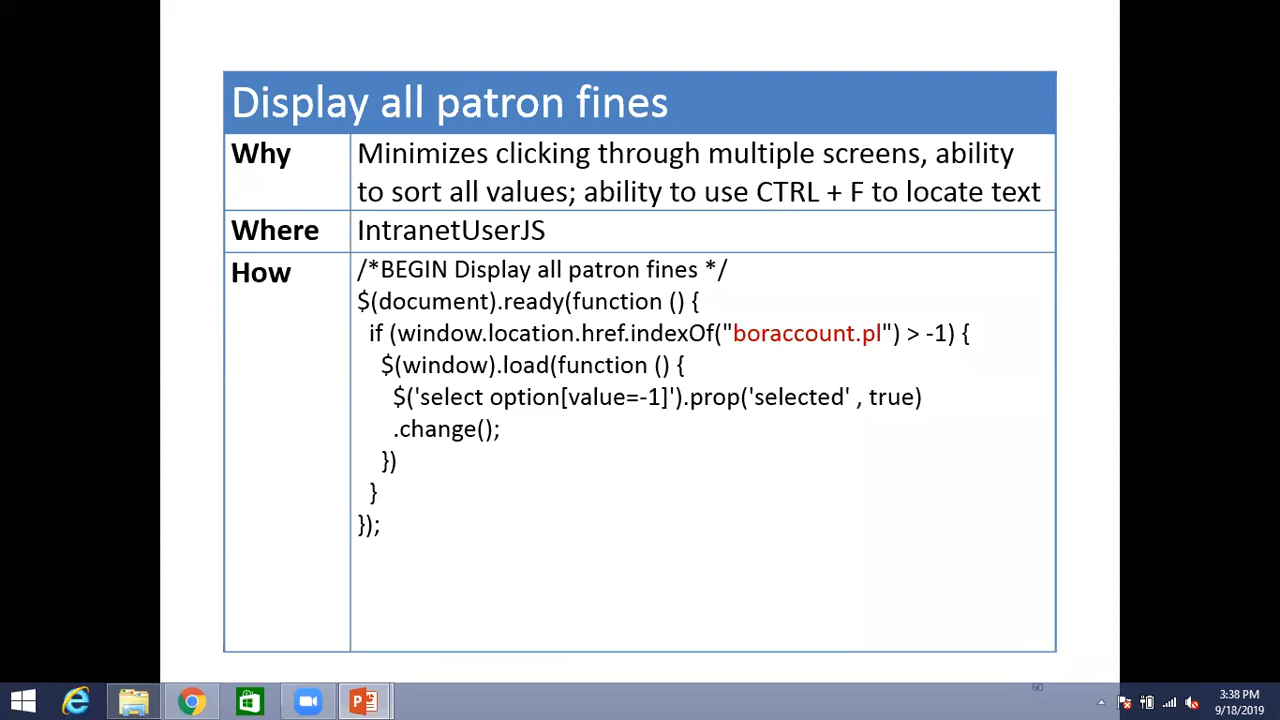 Display all patron fines
Why
Minimizes clicking through multiple screens, ability
to sort all values; ability to use CTRL + F to locate text
Where
IntranetUserJS
How
/*BEGIN Display all patron fines */
$(document).ready(function () {
if (window.location.href.indexOf("boraccount.pl") > -1) {
$(window).load(function () {
$('select option[value=-1]').prop('selected' , true)
.change();
})
}
});
60
3:38 PM
9/18/2019